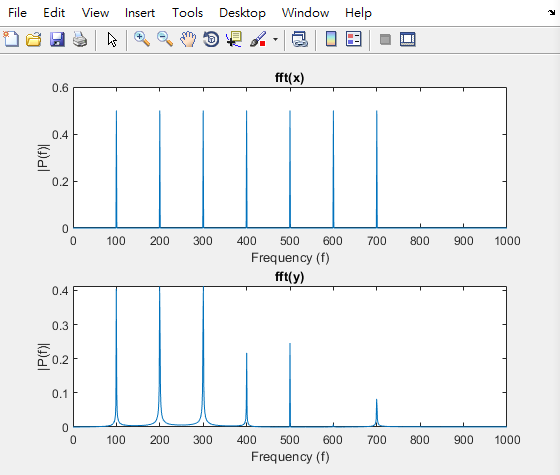 File Edit View Insert Tools Desktop Window Help
fft(x)
0.6
0.4
0.2
0
|P(f)|
0 100 200 300 400 500 600 700 800 900 1000
Frequency (f)
fft(y)
0.4
0.3
0.2
0.1
0
|P(f)|
0 100 200 300 400 500 600 700 800 900 1000
Frequency (f)